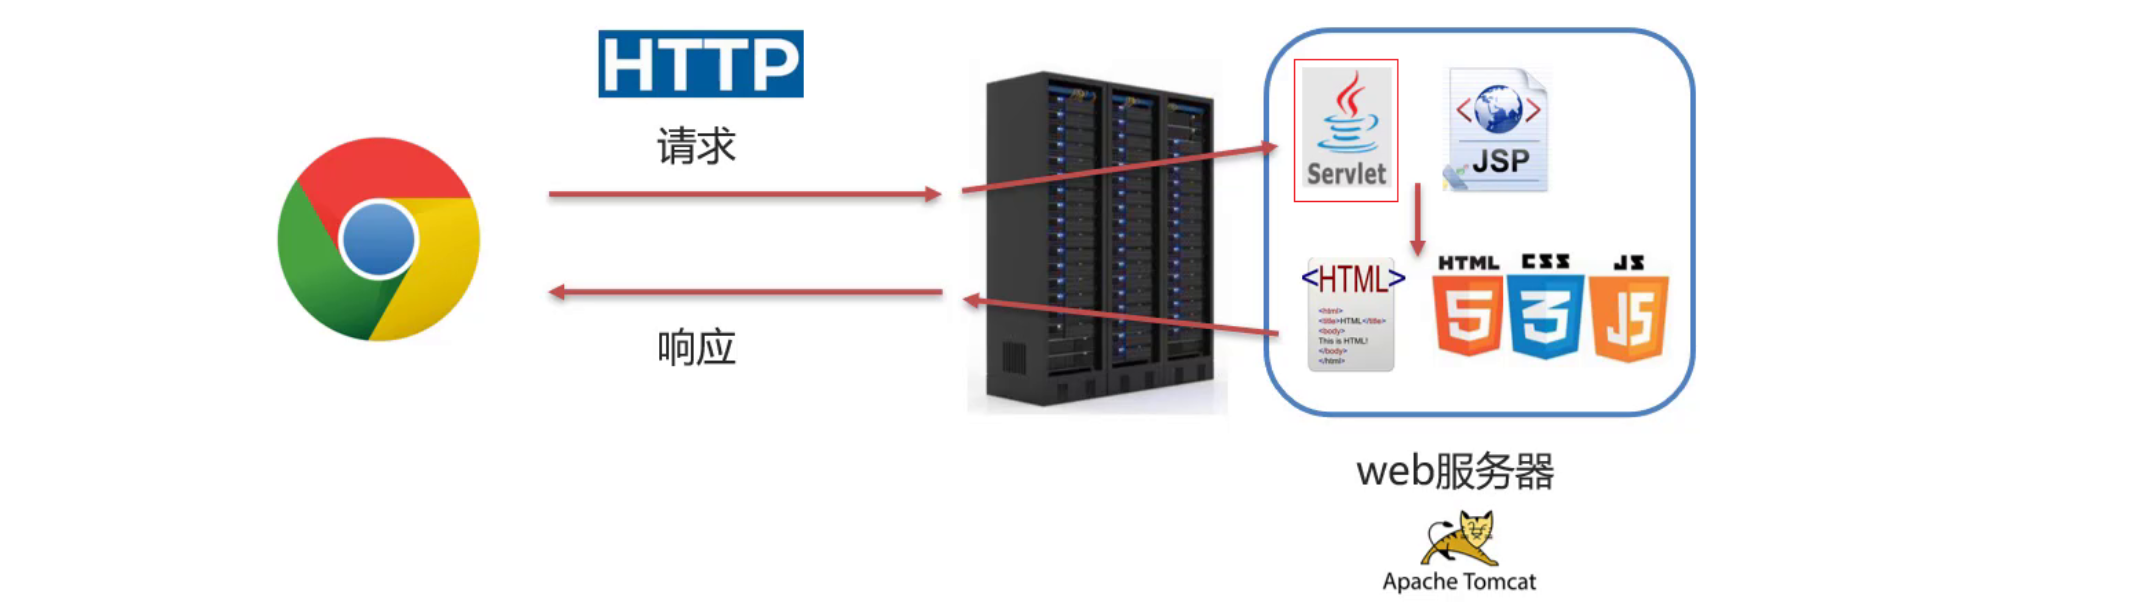 HTTP
请求
响应
Servlet
JSP
<HTML>
<html>
<title>HTML</title>
<body>
This is HTML!
</body>
</html>
HTML
5
CSS
3
JS
JS
web服务器
Apache Tomcat